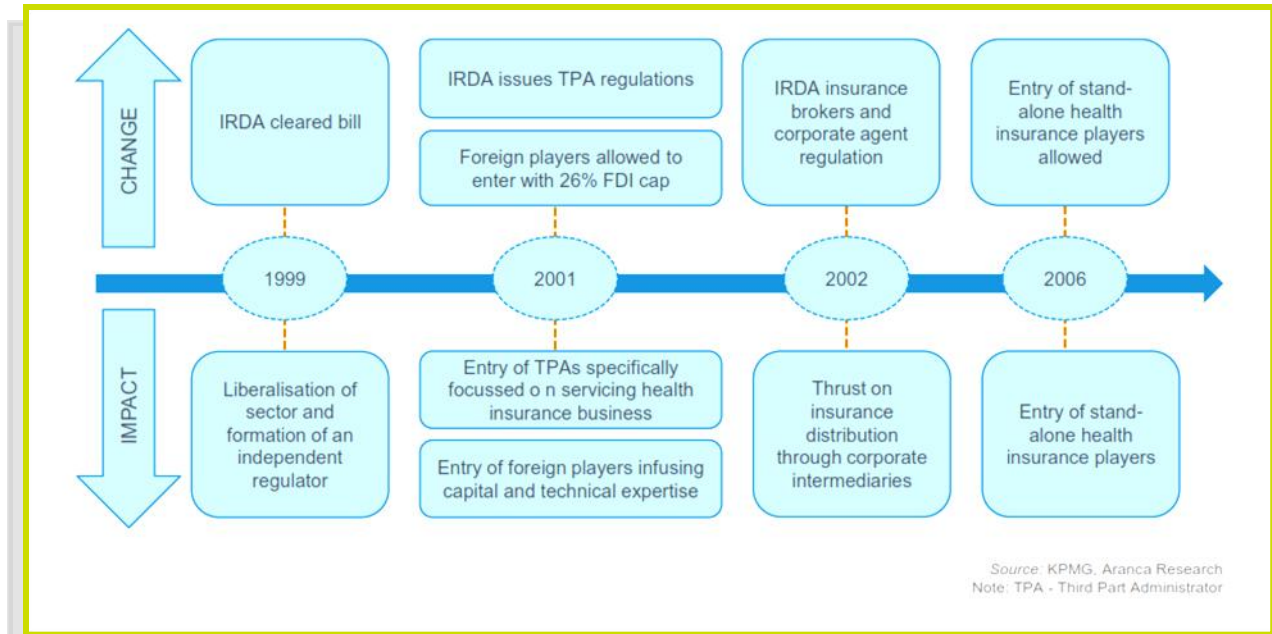 CHANGE
IRDA cleared bill
IRDA issues TPA regulations
Foreign players allowed to
enter with 26% FDI cap
IRDA insurance
brokers and
corporate agent
regulation
Entry of stand-
alone health
insurance players
allowed
1999
2001
2002
2006
IMPACT
Liberalisation of
sector and
formation of an
independent
regulator
Entry of TPAs specifically
focussed o n servicing health
insurance business
Entry of foreign players infusing
capital and technical expertise
Thrust on
insurance
distribution
through corporate
intermediaries
Entry of stand-
alone health
insurance players
Source: KPMG, Aranca Research
Note: TPA - Third Part Administrator